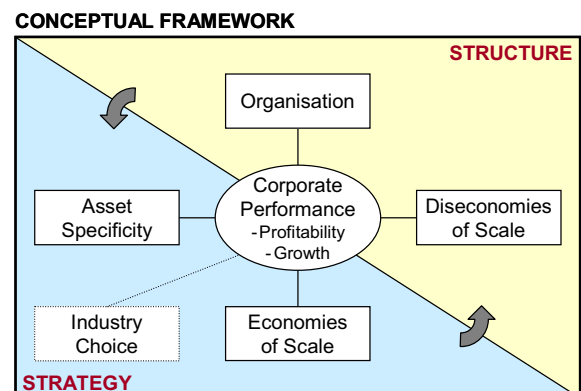 CONCEPTUAL FRAMEWORK
STRUCTURE
Organisation
Corporate
Performance
-Profitability
-Growth
Asset
Specificity
Diseconomies
of Scale
Industry
Choice
Economies
of Scale
STRATEGY